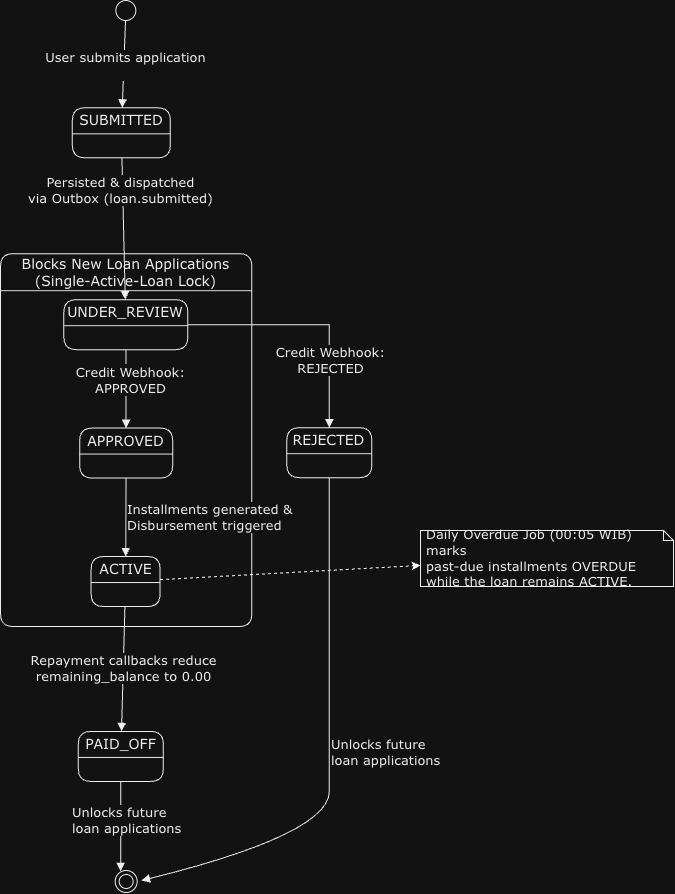 User submits application
SUBMITTED
Persisted & dispatched
via Outbox (loan.submitted)
Blocks New Loan Applications
(Single-Active-Loan Lock)
UNDER_REVIEW
Credit Webhook:
REJECTED
Credit Webhook:
APPROVED
APPROVED
REJECTED
Installments generated &
Disbursement triggered
Daily Overdue Job (00:05 WIB)
marks
past-due installments OVERDUE
while the loan remains ACTIVE.
ACTIVE
Repayment callbacks reduce
remaining_balance to 0.00
PAID_OFF
Unlocks future
loan applications
Unlocks future
loan applications